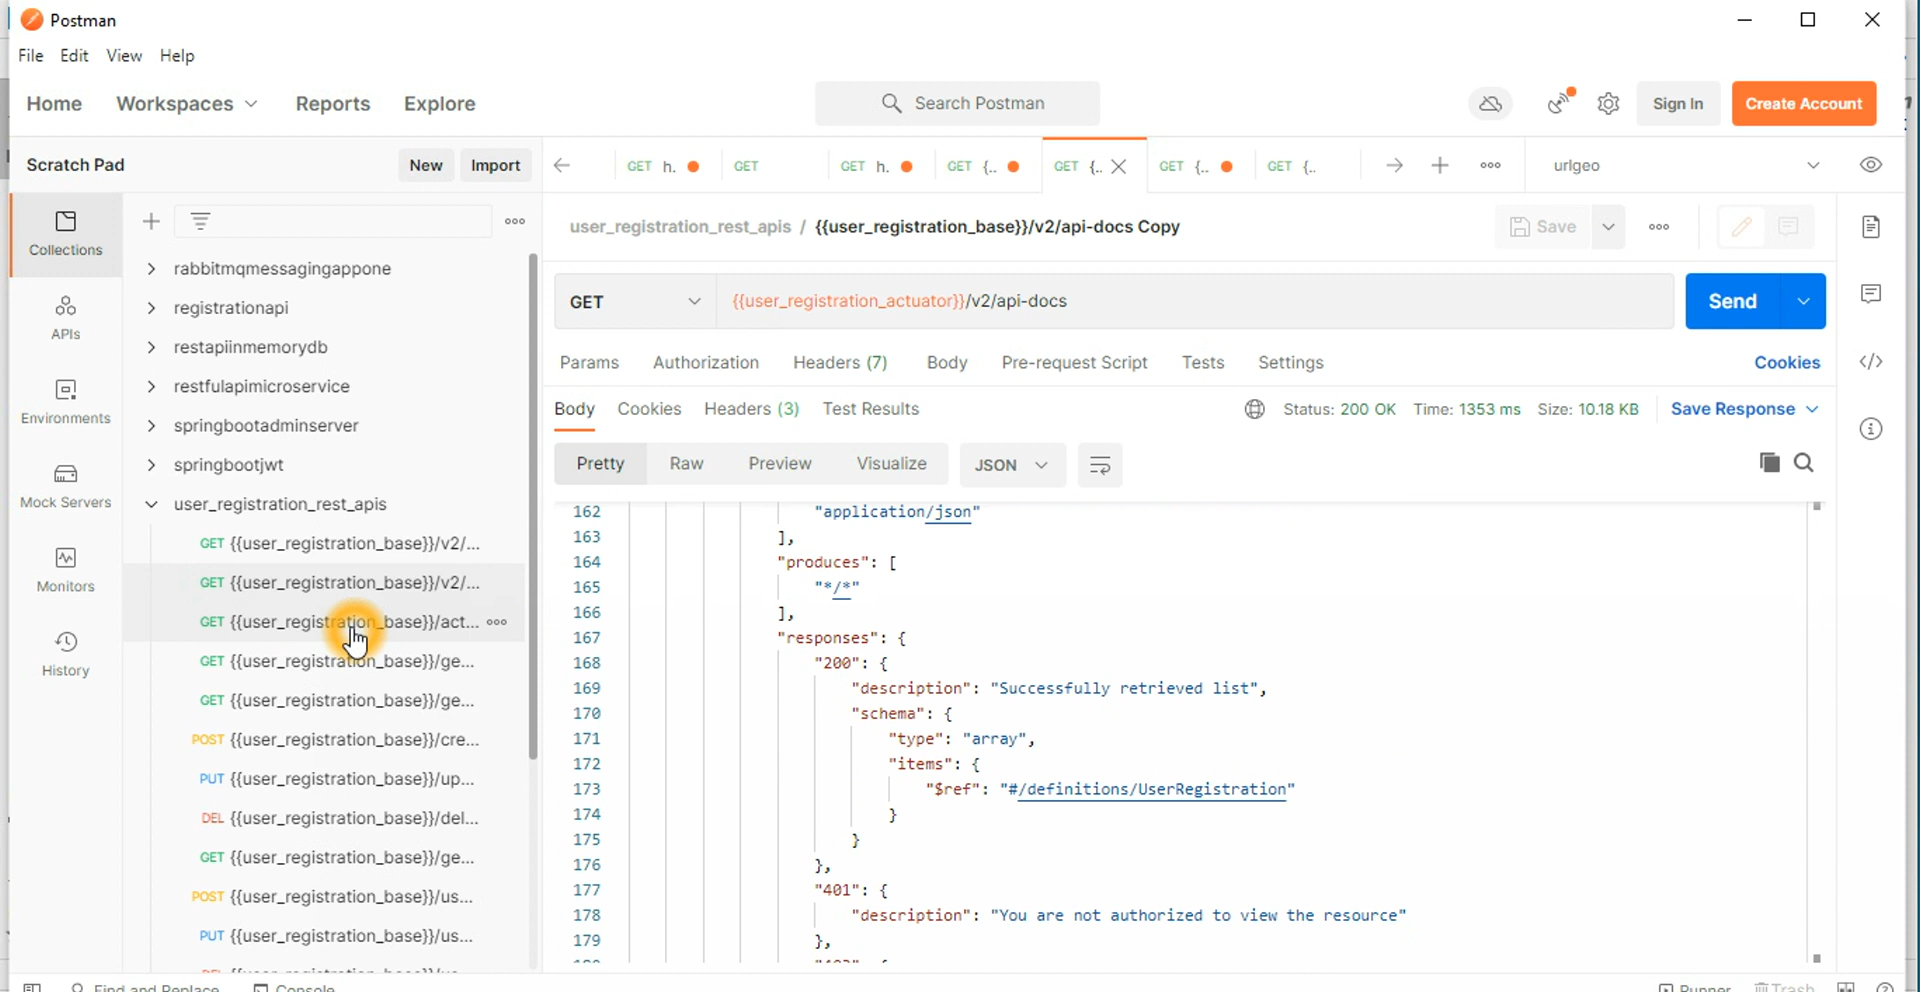 Postman
File Edit View Help
Home Workspaces Reports Explore
Search Postman
Sign In
Create Account
Scratch Pad
New Import
GET h. GET GET h. GET {.. GET {.. GET {.. GET {..
urlgeo
Collections
APIs
Environments
Mock Servers
Monitors
History
rabbitmqmessagingappone
registrationapi
restapiinmemorydb
restfulapimicroservice
springbootadminserver
springbootjwt
user_registration_rest_apis
GET {{user_registration_base}}/v2/...
GET {{user_registration_base}}/v2/...
GET {{user_registration_base}}/act...
GET {{user_registration_base}}/ge...
GET {{user_registration_base}}/ge...
POST {{user_registration_base}}/cre...
PUT {{user_registration_base}}/up...
DEL {{user_registration_base}}/del...
GET {{user_registration_base}}/ge...
POST {{user_registration_base}}/us...
PUT {{user_registration_base}}/us...
user_registration_rest_apis / {{user_registration_base}}/v2/api-docs Copy
Save
GET {{user_registration_actuator}}/v2/api-docs
Send
Params Authorization Headers (7) Body Pre-request Script Tests Settings Cookies
Body Cookies Headers (3) Test Results Status: 200 OK Time: 1353 ms Size: 10.18 KB Save Response
Pretty Raw Preview Visualize JSON
162 "application/json"
163 ],
164 "produces": [
165 "*/*"
166 ],
167 "responses": {
168 "200": {
169 "description": "Successfully retrieved list",
170 "schema": {
171 "type": "array",
172 "items": {
173 "$ref": "#/definitions/UserRegistration"
174 }
175 }
176 },
177 "401": {
178 "description": "You are not authorized to view the resource"
179 },
Find and Replace Console Runner Trash